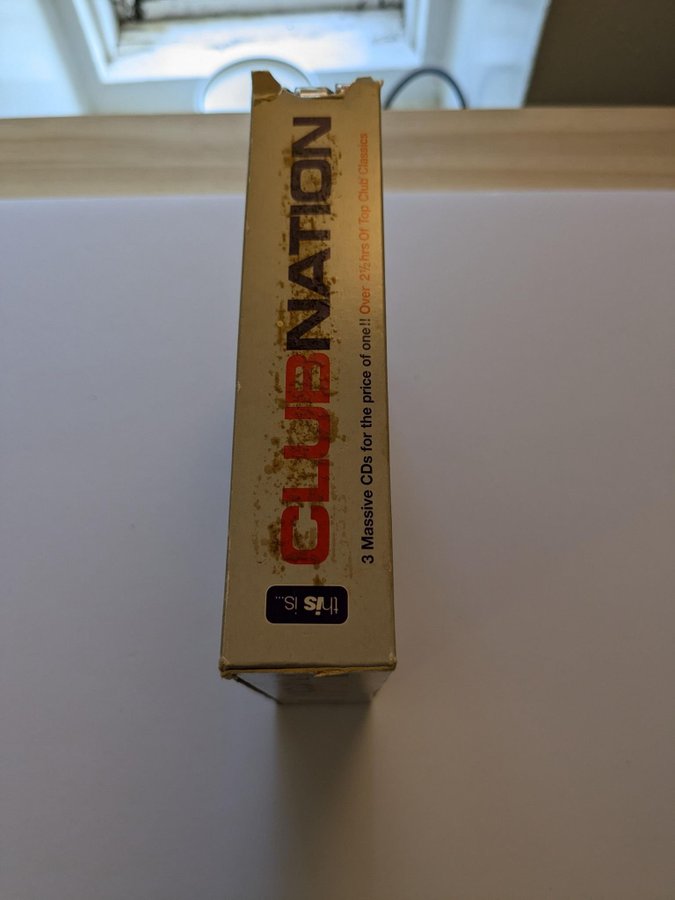 this is...
CLUBNATION
3 Massive CDs for the price of one!! Over 2½ hrs Of Top Club Classics